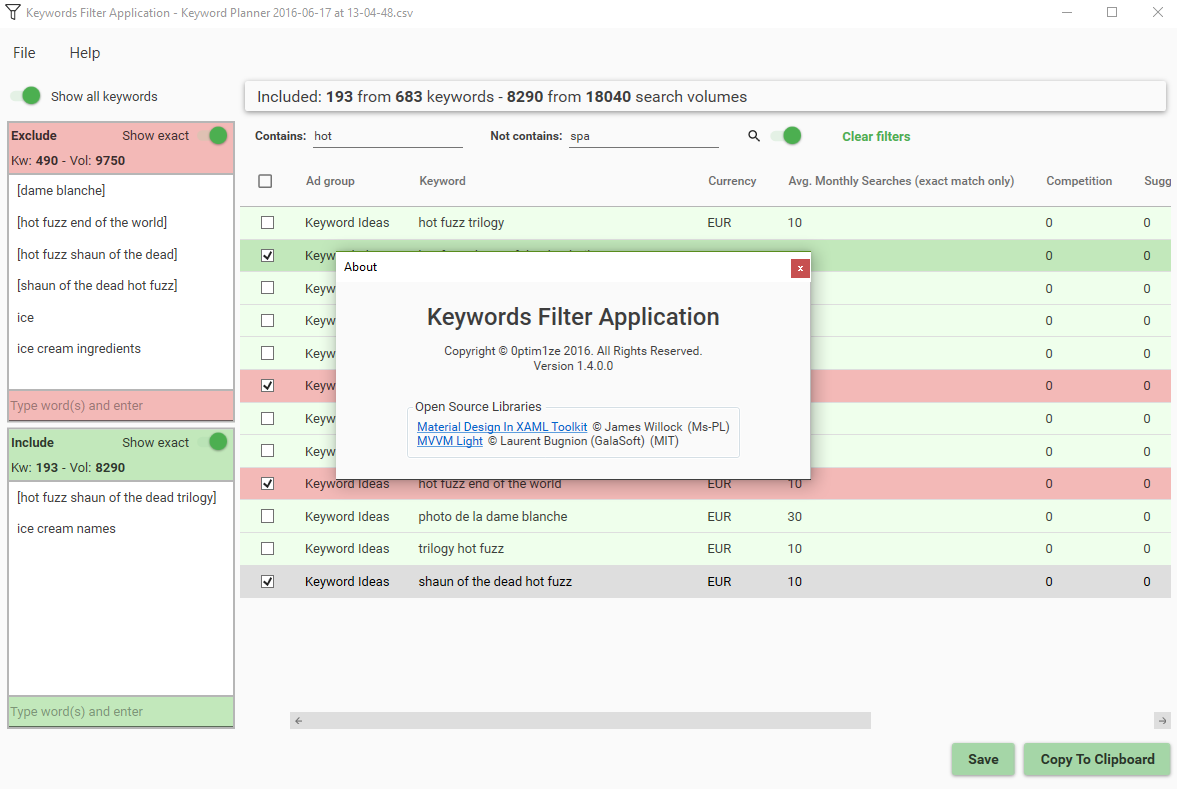 Keywords Filter Application - Keyword Planner 2016-06-17 at 13-04-48.csv
File Help
Show all keywords
Included: 193 from 683 keywords - 8290 from 18040 search volumes
Exclude Show exact
Kw: 490 - Vol: 9750
[dame blanche]
[hot fuzz end of the world]
[hot fuzz shaun of the dead]
[shaun of the dead hot fuzz]
ice
ice cream ingredients
Type word(s) and enter
Include Show exact
Kw: 193 - Vol: 8290
[hot fuzz shaun of the dead trilogy]
ice cream names
Type word(s) and enter
Contains: hot Not contains: spa Clear filters
Ad group Keyword Currency Avg. Monthly Searches (exact match only) Competition Sugg
Keyword Ideas hot fuzz trilogy EUR 10 0 0
Keyw 0 0
Keyw 0 0
Keyw 0 0
Keyw 0 0
Keyw 0 0
Keyw 0 0
Keyw 0 0
Keyword Ideas hot fuzz end of the world EUR 10 0 0
Keyword Ideas photo de la dame blanche EUR 30 0 0
Keyword Ideas trilogy hot fuzz EUR 10 0 0
Keyword Ideas shaun of the dead hot fuzz EUR 10 0 0
About x
Keywords Filter Application
Copyright © 0ptim1ze 2016. All Rights Reserved.
Version 1.4.0.0
Open Source Libraries
Material Design In XAML Toolkit © James Willock (Ms-PL)
MVVM Light © Laurent Bugnion (GalaSoft) (MIT)
Save Copy To Clipboard